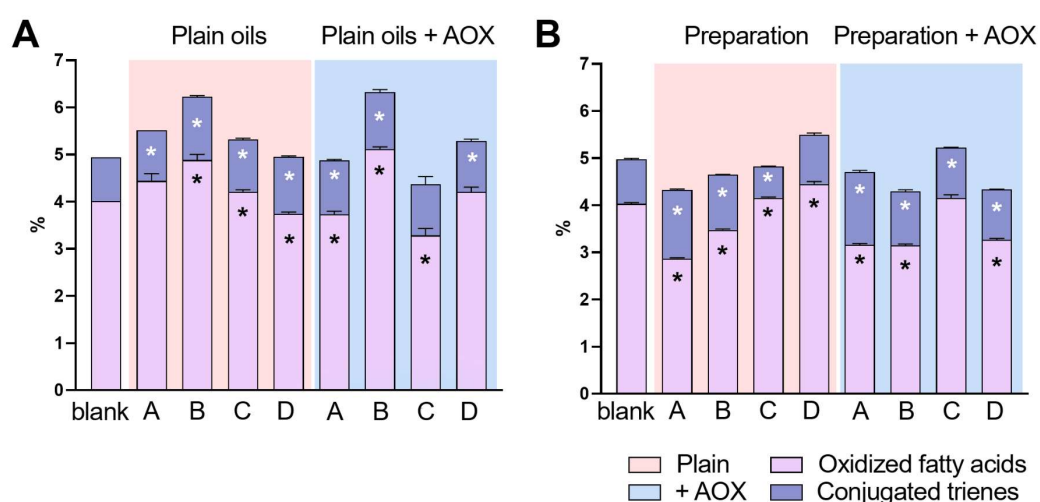 A
Plain oils
Plain oils + AOX
7
6
5
4
3
2
1
0
%
*
*
*
*
*
*
*
*
*
*
*
*
blank
A
B
C
D
A
B
C
D
B
Preparation
Preparation + AOX
7
6
5
4
3
2
1
0
%
*
*
*
*
*
*
*
*
*
*
*
*
*
*
blank
A
B
C
D
A
B
C
D
Plain
Oxidized fatty acids
+ AOX
Conjugated trienes